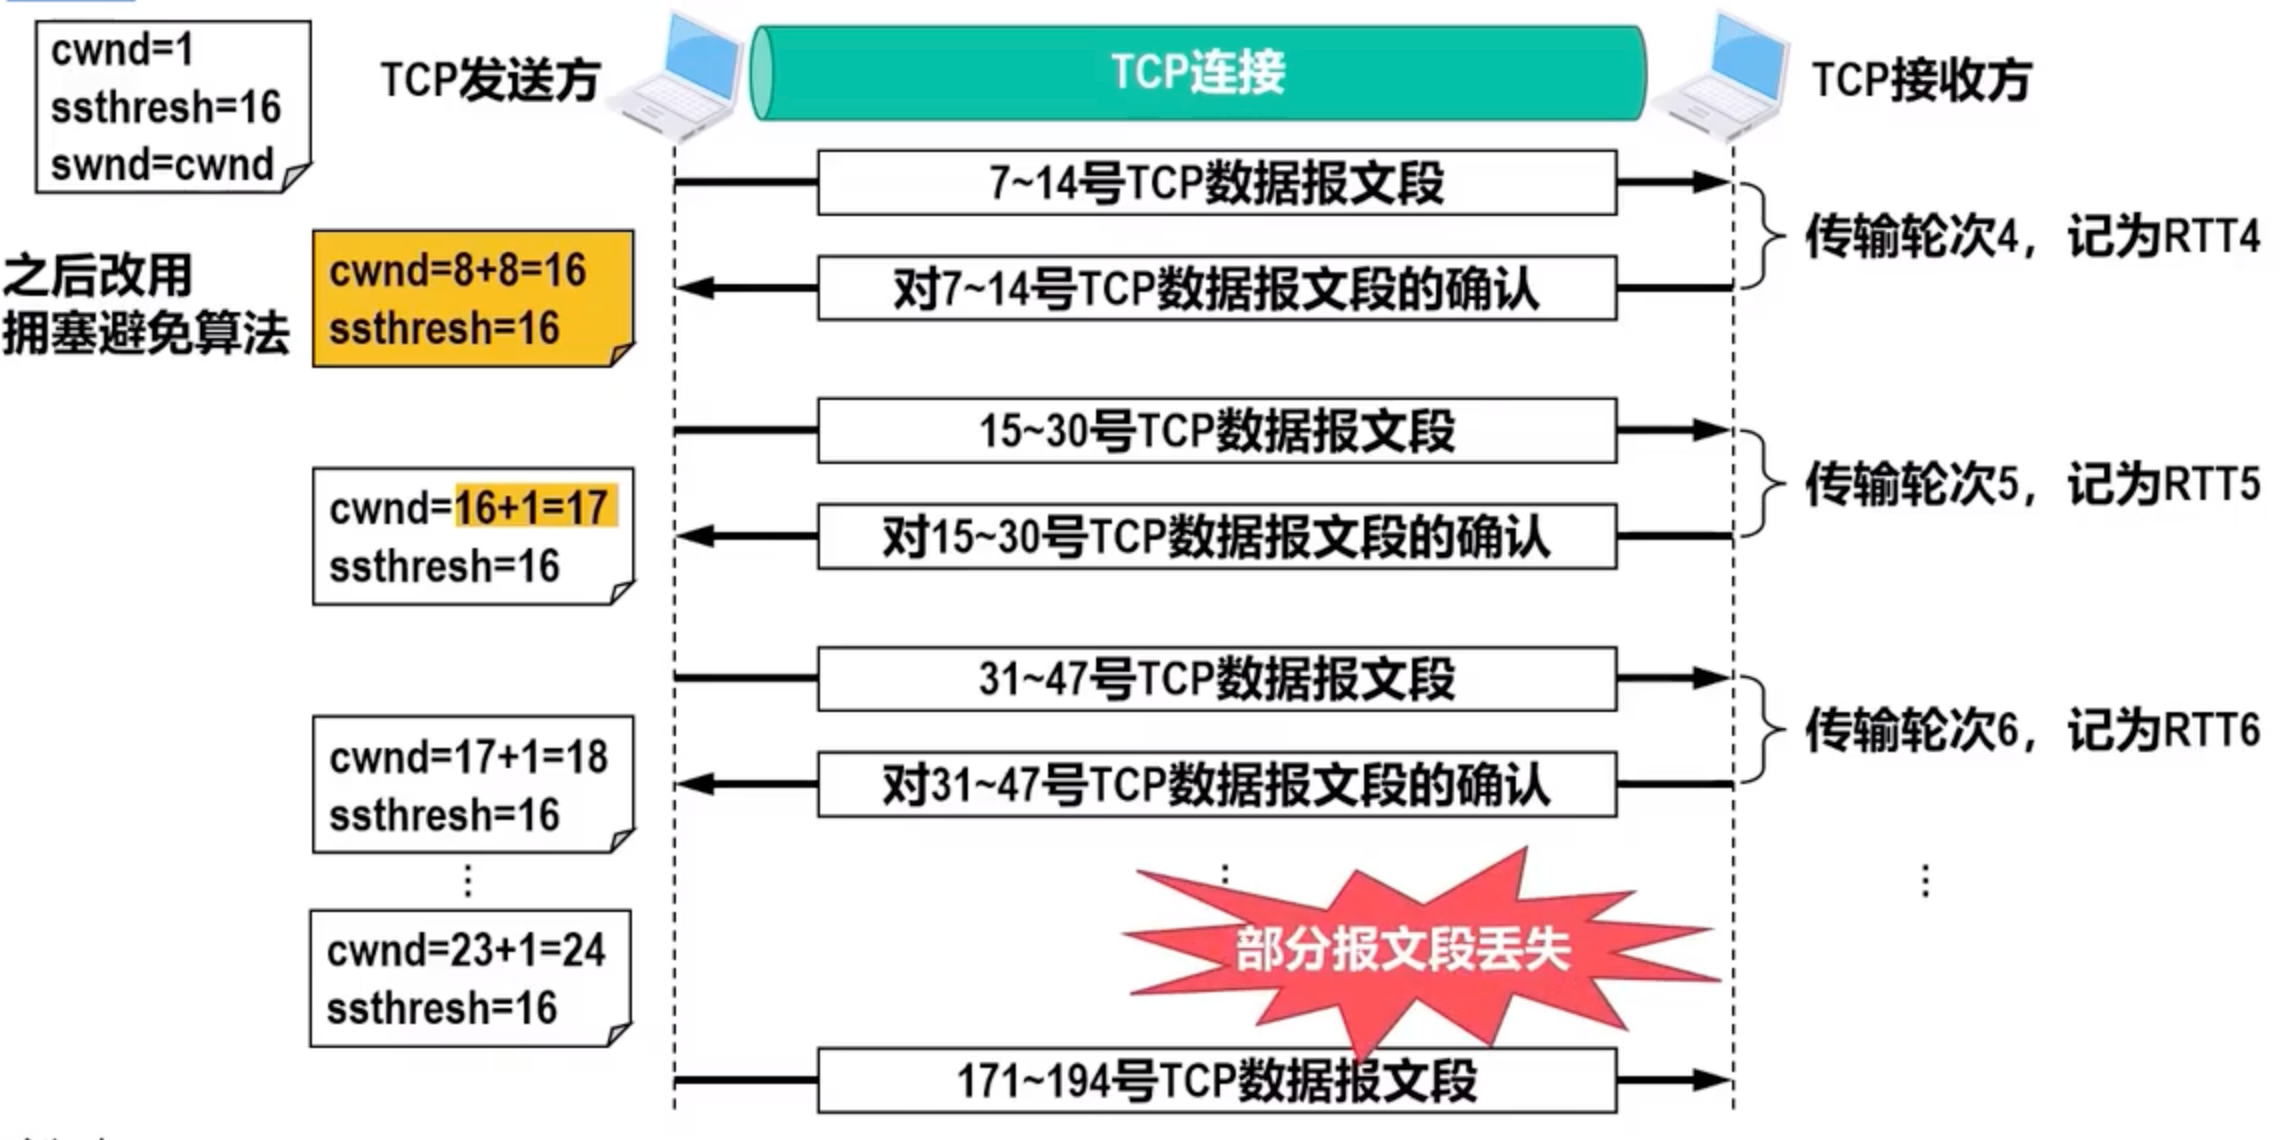 cwnd=1
ssthresh=16
swnd=cwnd
TCP发送方
TCP连接
TCP接收方
7~14号TCP数据报文段
传输轮次4，记为RTT4
之后改用
拥塞避免算法
cwnd=8+8=16
ssthresh=16
对7~14号TCP数据报文段的确认
15~30号TCP数据报文段
传输轮次5，记为RTT5
cwnd=16+1=17
ssthresh=16
对15~30号TCP数据报文段的确认
31~47号TCP数据报文段
传输轮次6，记为RTT6
cwnd=17+1=18
ssthresh=16
对31~47号TCP数据报文段的确认
⋮
⋮
⋮
部分报文段丢失
cwnd=23+1=24
ssthresh=16
171~194号TCP数据报文段